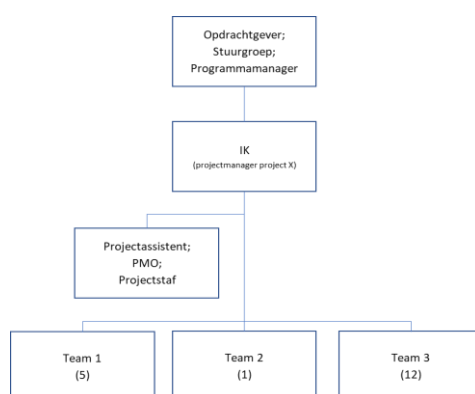 Opdrachtgever;
Stuurgroep;
Programmamanager
IK
(projectmanager project X)
Projectassistent;
PMO;
Projectstaf
Team 1
(5)
Team 2
(1)
Team 3
(12)